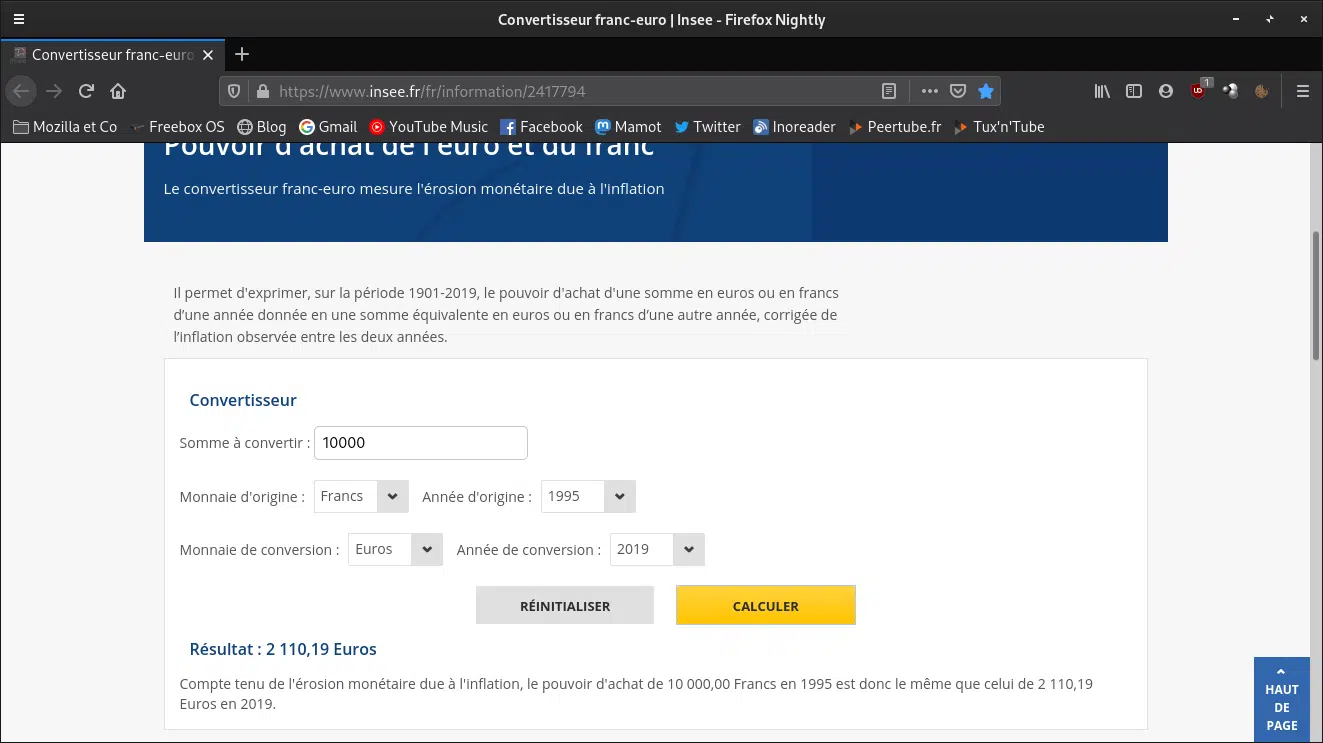 Convertisseur franc-euro | Insee - Firefox Nightly
Convertisseur franc-euro
https://www.insee.fr/fr/information/2417794
1
Mozilla et Co Freebox OS Blog Gmail YouTube Music Facebook Mamot Twitter Inoreader Peertube.fr Tux'n'Tube
Pouvoir d'achat de l'euro et du franc
Le convertisseur franc-euro mesure l'érosion monétaire due à l'inflation
Il permet d'exprimer, sur la période 1901-2019, le pouvoir d'achat d'une somme en euros ou en francs
d’une année donnée en une somme équivalente en euros ou en francs d’une autre année, corrigée de
l’inflation observée entre les deux années.
Convertisseur
Somme à convertir : 10000
Monnaie d'origine : Francs Année d'origine : 1995
Monnaie de conversion : Euros Année de conversion : 2019
RÉINITIALISER CALCULER
Résultat : 2 110,19 Euros
Compte tenu de l'érosion monétaire due à l'inflation, le pouvoir d'achat de 10 000,00 Francs en 1995 est donc le même que celui de 2 110,19
Euros en 2019.
HAUT
DE
PAGE